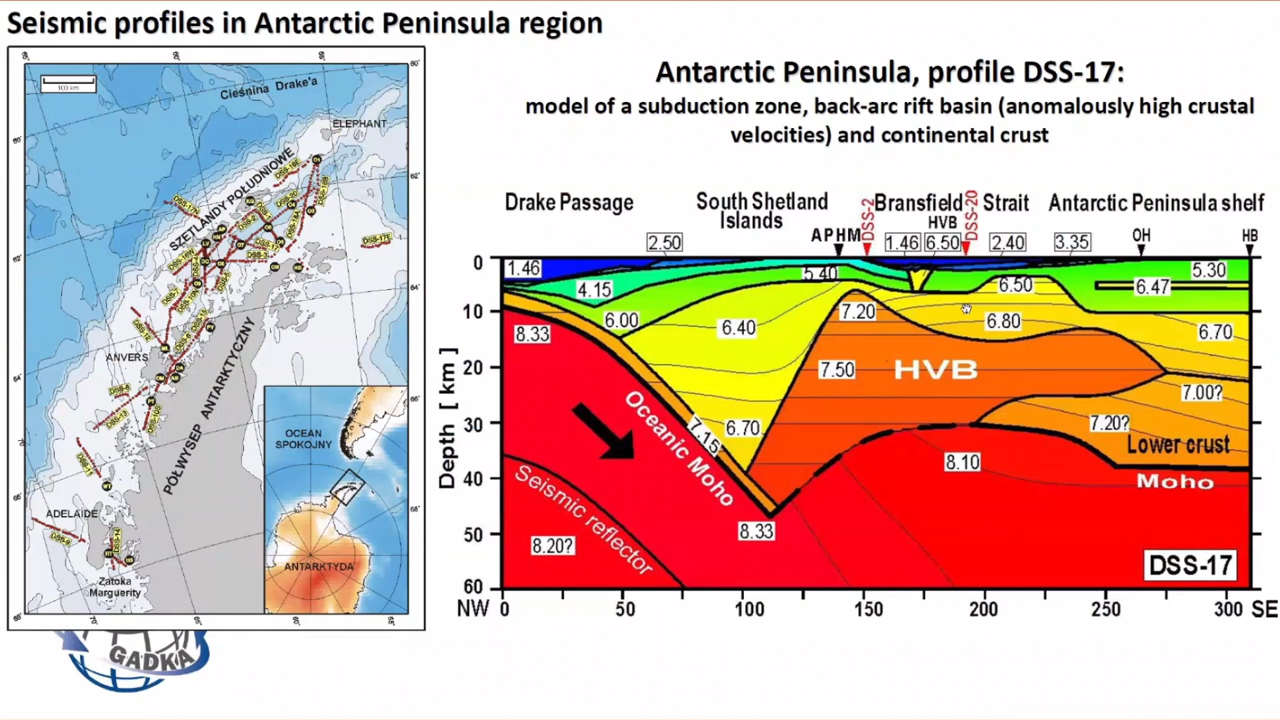 Seismic profiles in Antarctic Peninsula region
100 km
Cieśnina Drake'a
ELEPHANT
SZETLANDY POŁUDNIOWE
ANVERS
PÓŁWYSEP ANTARKTYCZNY
ADELAIDE
Zatoka
Marguerity
OCEAN
SPOKOJNY
ANTARKTYDA
GADKA
Antarctic Peninsula, profile DSS-17:
model of a subduction zone, back-arc rift basin (anomalously high crustal
velocities) and continental crust
Drake Passage
South Shetland
Islands
Bransfield Strait
Antarctic Peninsula shelf
APHM
DSS-2
HVB
DSS-20
OH
HB
2.50
1.46
6.50
2.40
3.35
1.46
4.15
5.40
6.00
6.40
6.50
6.80
6.47
5.30
6.70
8.33
7.20
7.50
HVB
7.00?
7.20?
Lower crust
Moho
7.15
6.70
Oceanic Moho
8.10
8.33
Seismic reflector
8.20?
DSS-17
Depth [ km ]
0
10
20
30
40
50
60
NW 0 50 100 150 200 250 300 SE